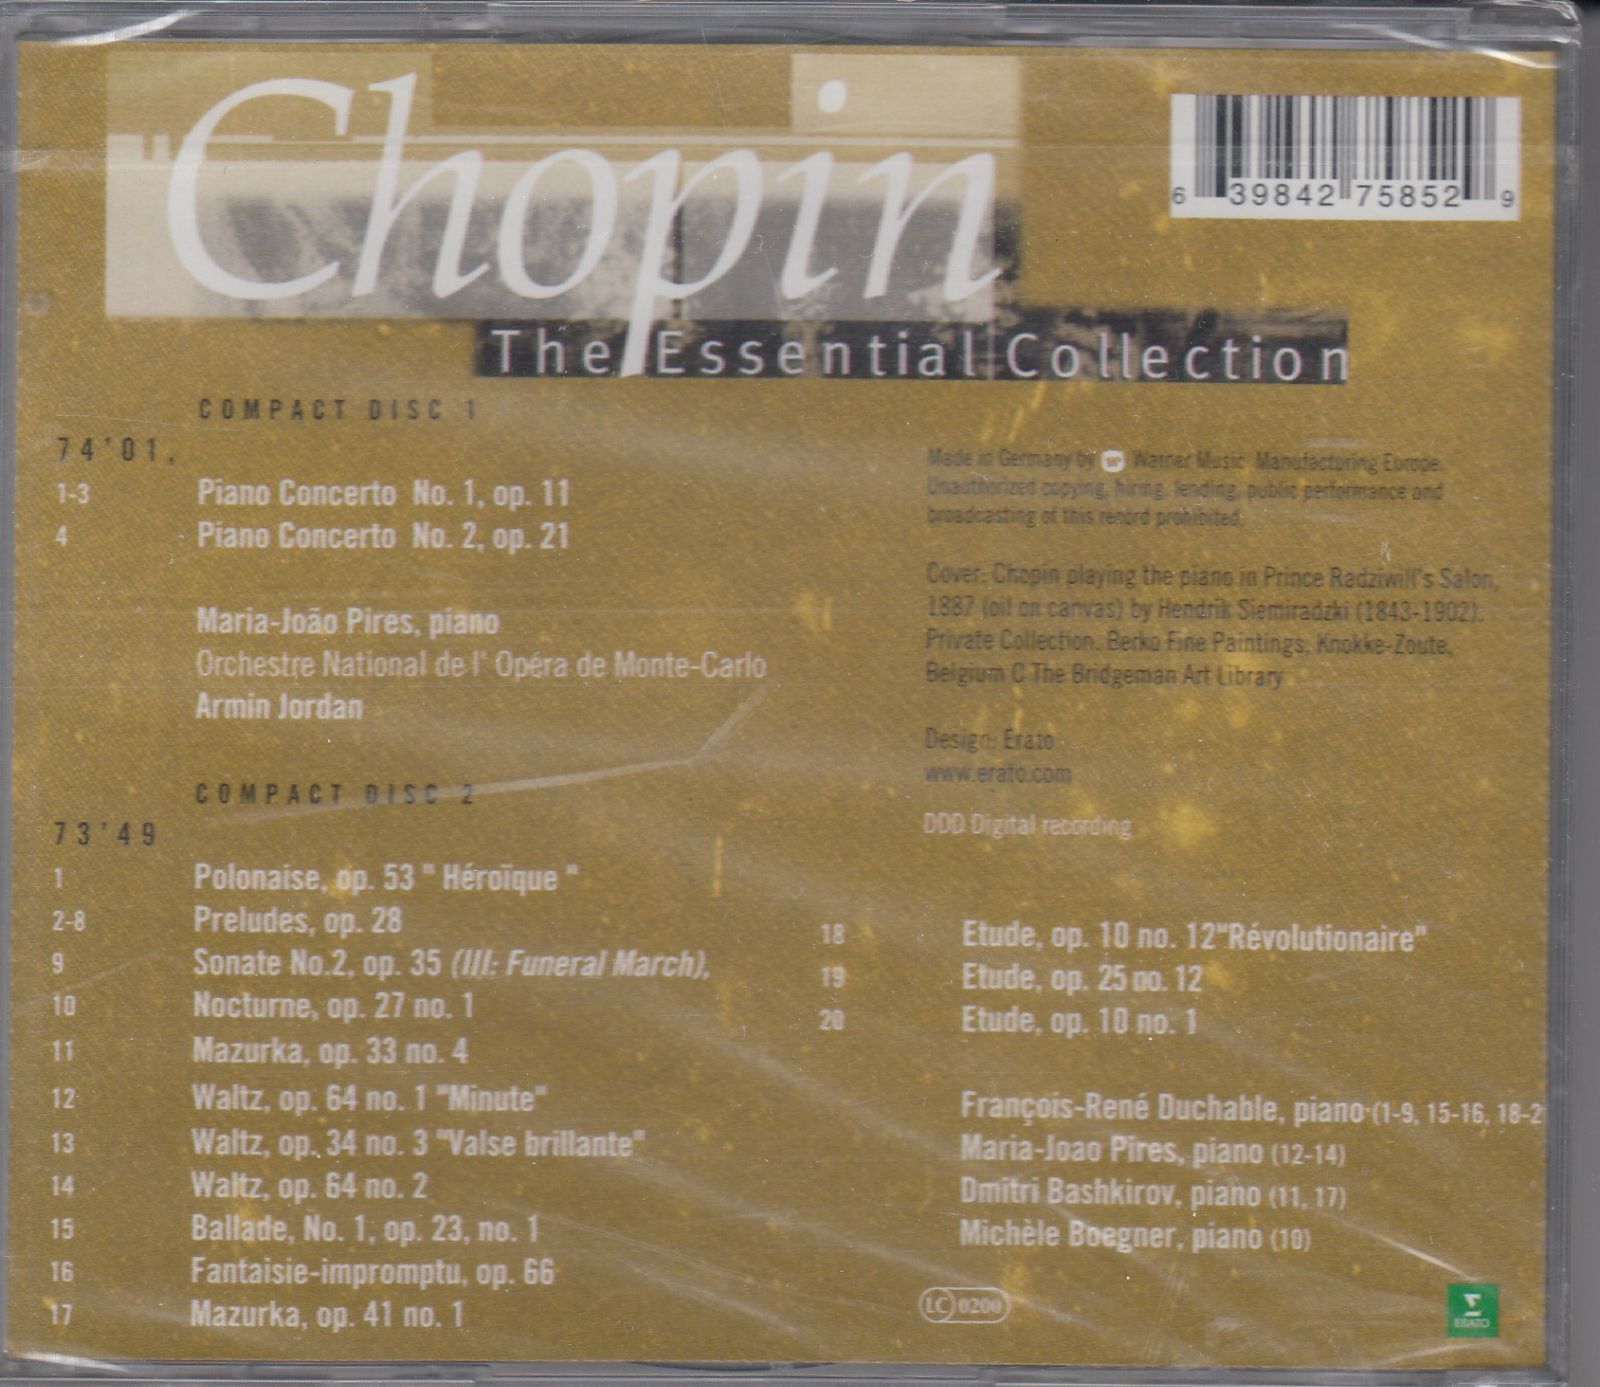 Chopin
The Essential Collection
6 39842 75852 9
COMPACT DISC 1
74'01.
1-3 Piano Concerto No. 1, op. 11
4 Piano Concerto No. 2, op. 21
Maria-João Pires, piano
Orchestre National de l' Opéra de Monte-Carlo
Armin Jordan
COMPACT DISC 2
73'49
1 Polonaise, op. 53 " Héroïque "
2-8 Preludes, op. 28
9 Sonate No.2, op. 35 (III: Funeral March),
10 Nocturne, op. 27 no. 1
11 Mazurka, op. 33 no. 4
12 Waltz, op. 64 no. 1 "Minute"
13 Waltz, op. 34 no. 3 "Valse brillante"
14 Waltz, op. 64 no. 2
15 Ballade, No. 1, op. 23, no. 1
16 Fantaisie-impromptu, op. 66
17 Mazurka, op. 41 no. 1
Made in Germany by Warner Music Manufacturing Europe.
Unauthorized copying, hiring, lending, public performance and
broadcasting of this record prohibited.
Cover: Chopin playing the piano in Prince Radziwill's Salon,
1887 (oil on canvas) by Hendrik Siemiradzki (1843-1902).
Private Collection. Berko Fine Paintings, Knokke-Zoute,
Belgium © The Bridgeman Art Library
Design: Erato
www.erato.com
DDD Digital recording
18 Etude, op. 10 no. 12"Révolutionaire"
19 Etude, op. 25 no. 12
20 Etude, op. 10 no. 1
François-René Duchable, piano (1-9, 15-16, 18-2
Maria-Joao Pires, piano (12-14)
Dmitri Bashkirov, piano (11, 17)
Michèle Boegner, piano (10)
LC 0200
ERATO